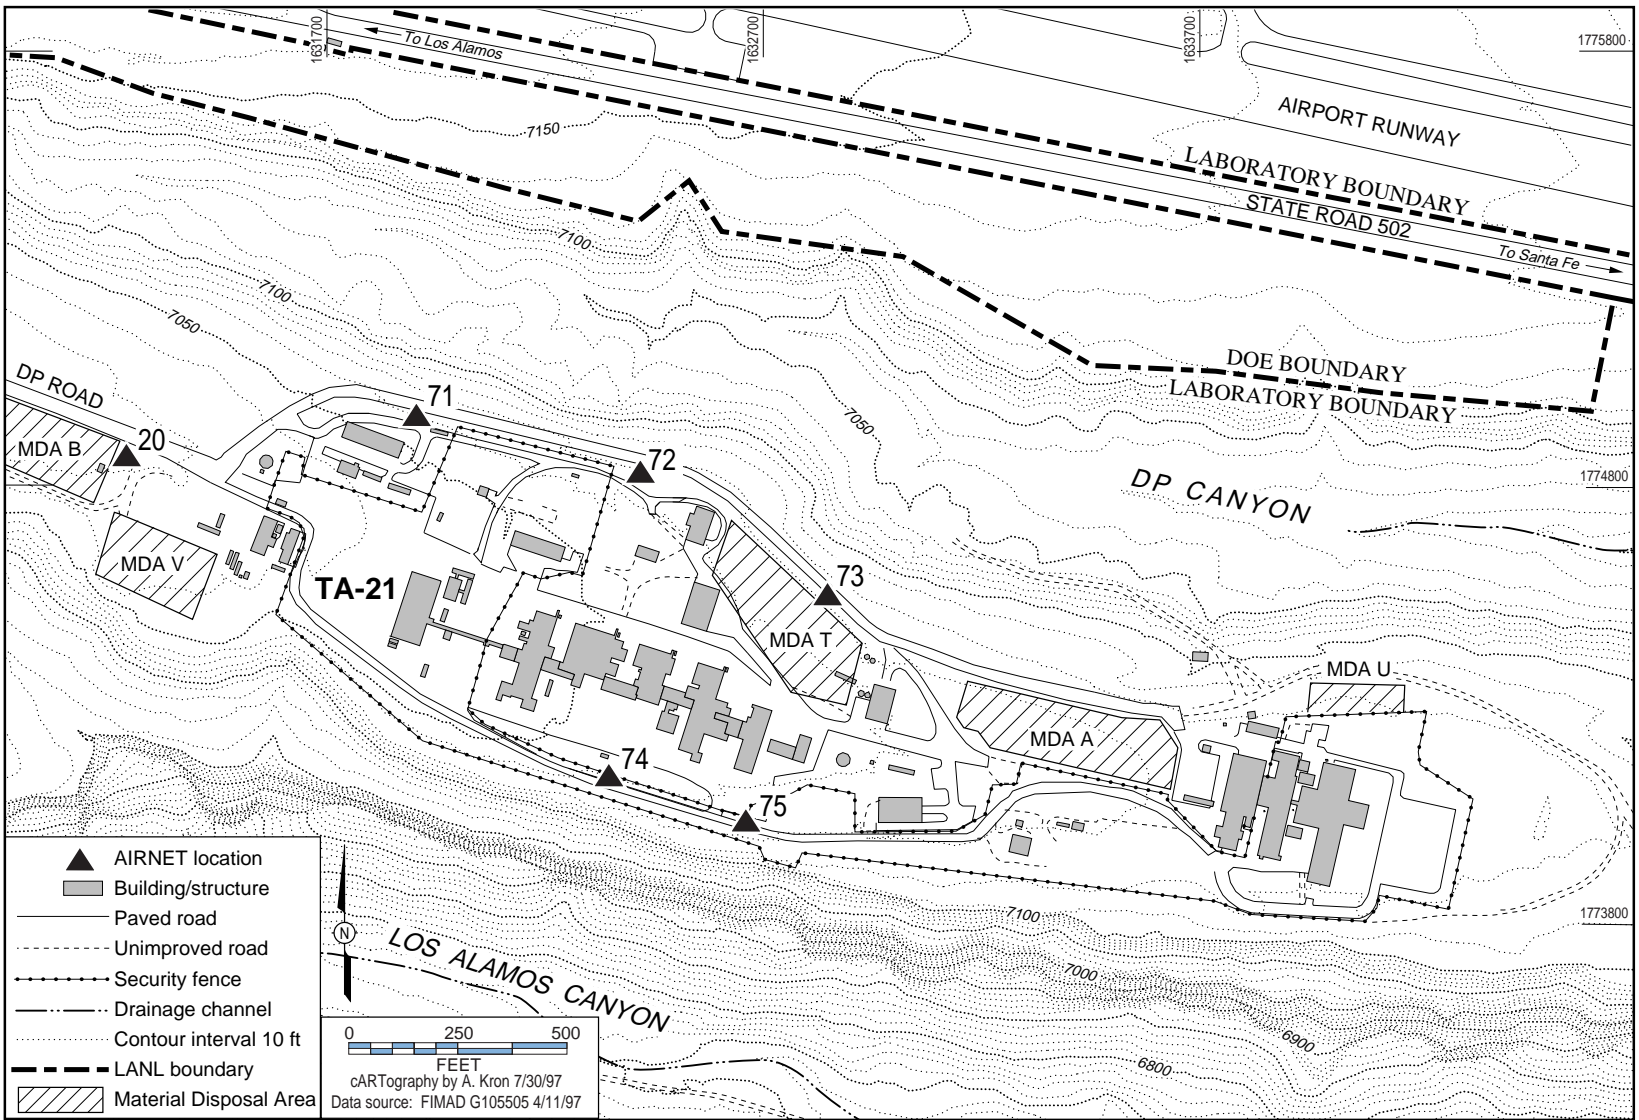 1631700
1632700
1633700
1775800
To Los Alamos
AIRPORT RUNWAY
7150
LABORATORY BOUNDARY
STATE ROAD 502
To Santa Fe
7100
7100
7050
DOE BOUNDARY
LABORATORY BOUNDARY
DP ROAD
71
7050
20
MDA B
72
DP CANYON
1774800
MDA V
TA-21
73
MDA T
MDA U
MDA A
74
75
AIRNET location
Building/structure
Paved road
Unimproved road
Security fence
Drainage channel
Contour interval 10 ft
LANL boundary
Material Disposal Area
N
LOS ALAMOS CANYON
7100
1773800
7000
6900
6800
0 250 500
FEET
cARTography by A. Kron 7/30/97
Data source: FIMAD G105505 4/11/97